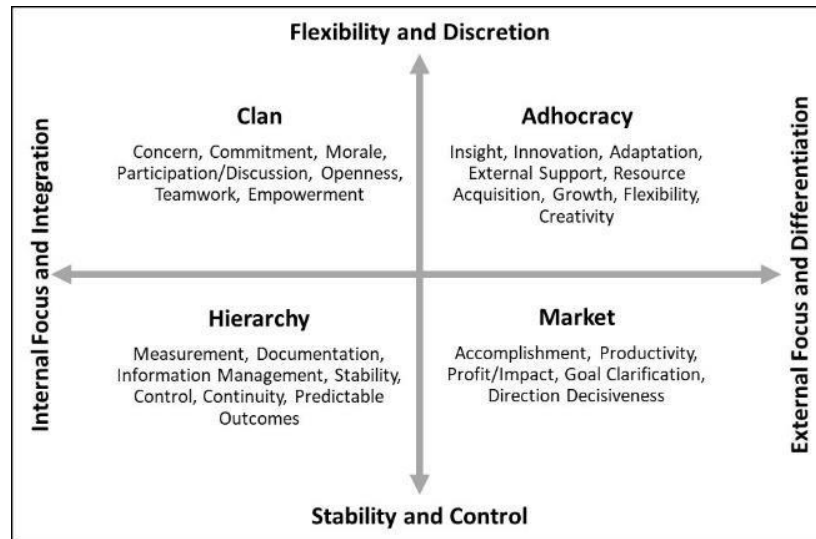 Flexibility and Discretion
Internal Focus and Integration
Clan
Concern, Commitment, Morale,
Participation/Discussion, Openness,
Teamwork, Empowerment
Adhocracy
Insight, Innovation, Adaptation,
External Support, Resource
Acquisition, Growth, Flexibility,
Creativity
Hierarchy
Measurement, Documentation,
Information Management, Stability,
Control, Continuity, Predictable
Outcomes
Market
Accomplishment, Productivity,
Profit/Impact, Goal Clarification,
Direction Decisiveness
External Focus and Differentiation
Stability and Control